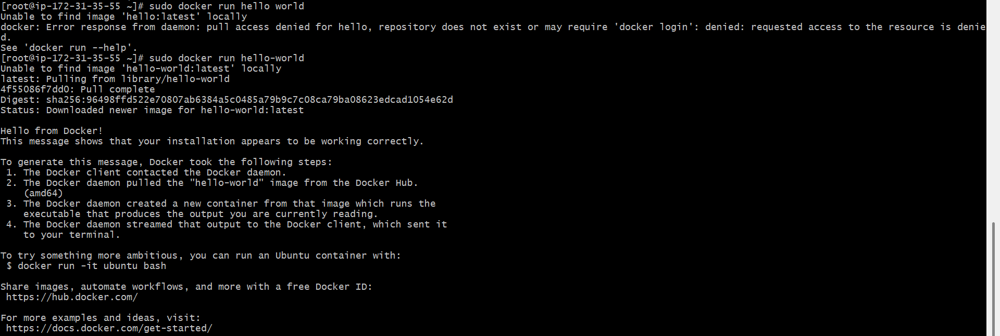 [root@ip-172-31-35-55 ~]# sudo docker run hello world
Unable to find image 'hello:latest' locally
docker: Error response from daemon: pull access denied for hello, repository does not exist or may require 'docker login': denied: requested access to the resource is denie
d.
See 'docker run --help'.
[root@ip-172-31-35-55 ~]# sudo docker run hello-world
Unable to find image 'hello-world:latest' locally
latest: Pulling from library/hello-world
4f55086f7dd0: Pull complete
Digest: sha256:96498ffd522e70807ab6384a5c0485a79b9c7c08ca79ba08623edcad1054e62d
Status: Downloaded newer image for hello-world:latest

Hello from Docker!
This message shows that your installation appears to be working correctly.

To generate this message, Docker took the following steps:
 1. The Docker client contacted the Docker daemon.
 2. The Docker daemon pulled the "hello-world" image from the Docker Hub.
    (amd64)
 3. The Docker daemon created a new container from that image which runs the
    executable that produces the output you are currently reading.
 4. The Docker daemon streamed that output to the Docker client, which sent it
    to your terminal.

To try something more ambitious, you can run an Ubuntu container with:
 $ docker run -it ubuntu bash

Share images, automate workflows, and more with a free Docker ID:
 https://hub.docker.com/

For more examples and ideas, visit:
 https://docs.docker.com/get-started/